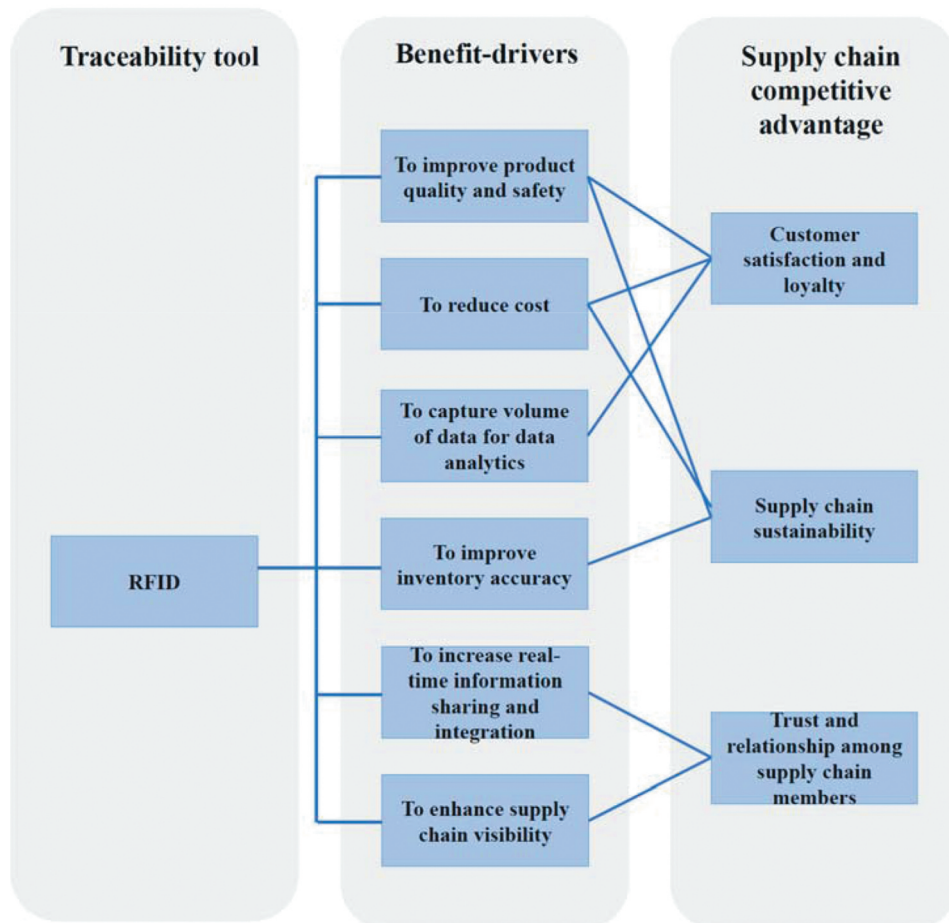 Traceability tool
RFID
Benefit-drivers
To improve product
quality and safety
To reduce cost
To capture volume
of data for data
analytics
To improve
inventory accuracy
To increase real-
time information
sharing and
integration
To enhance supply
chain visibility
Supply chain
competitive
advantage
Customer
satisfaction and
loyalty
Supply chain
sustainability
Trust and
relationship among
supply chain
members